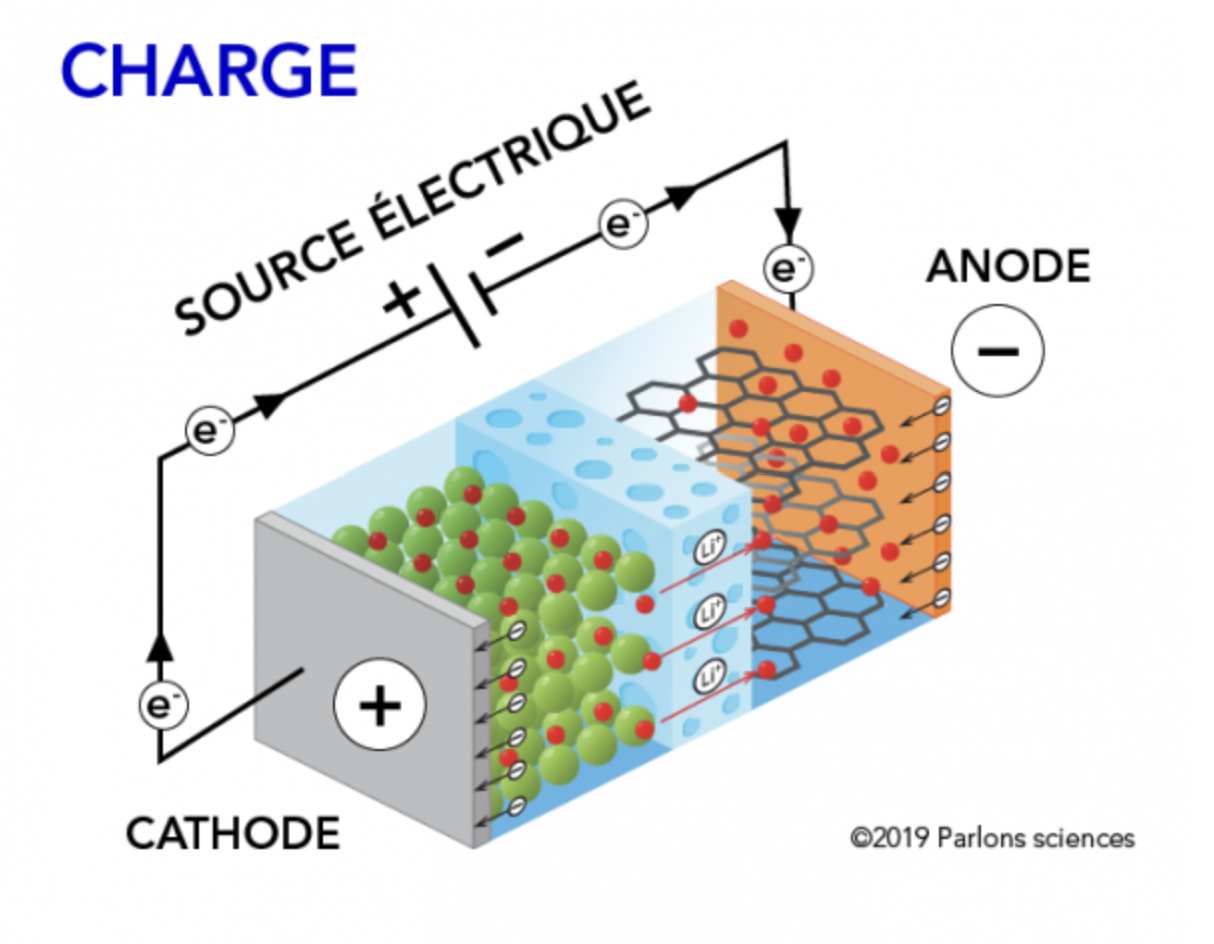 CHARGE
SOURCE ÉLECTRIQUE
+
−
e⁻
e⁻
e⁻
e⁻
ANODE
−
Li⁺
Li⁺
Li⁺
+
CATHODE
©2019 Parlons sciences